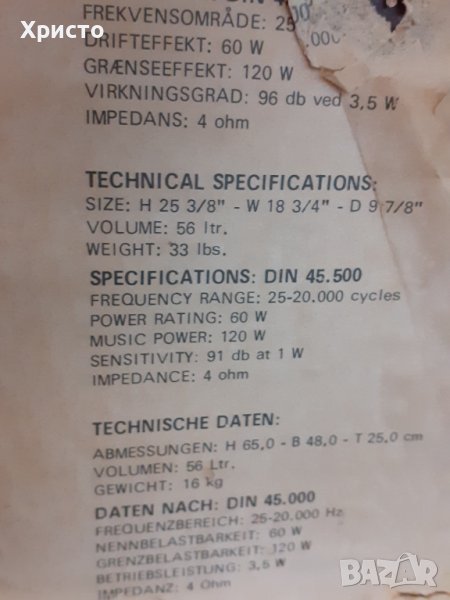 Христо
DIN 4
FREKVENSOMRÅDE: 25
DRIFTEFFEKT: 60 W
GRÆNSEEFFEKT: 120 W
VIRKNINGSGRAD: 96 db ved 3,5 W
IMPEDANS: 4 ohm
TECHNICAL SPECIFICATIONS:
SIZE: H 25 3/8" - W 18 3/4" - D 9 7/8"
VOLUME: 56 ltr.
WEIGHT: 33 lbs.
SPECIFICATIONS: DIN 45.500
FREQUENCY RANGE: 25-20.000 cycles
POWER RATING: 60 W
MUSIC POWER: 120 W
SENSITIVITY: 91 db at 1 W
IMPEDANCE: 4 ohm
TECHNISCHE DATEN:
ABMESSUNGEN: H 65,0 - B 48,0 - T 25,0 cm
VOLUMEN: 56 Ltr.
GEWICHT: 16 kg
DATEN NACH: DIN 45.000
FREQUENZBEREICH: 25-20.000 Hz
NENNBELASTBARKEIT: 60 W
GRENZBELASTBARKEIT: 120 W
BETRIEBSLEISTUNG: 3,5 W
IMPEDANZ: 4 Ohm
BAZAR